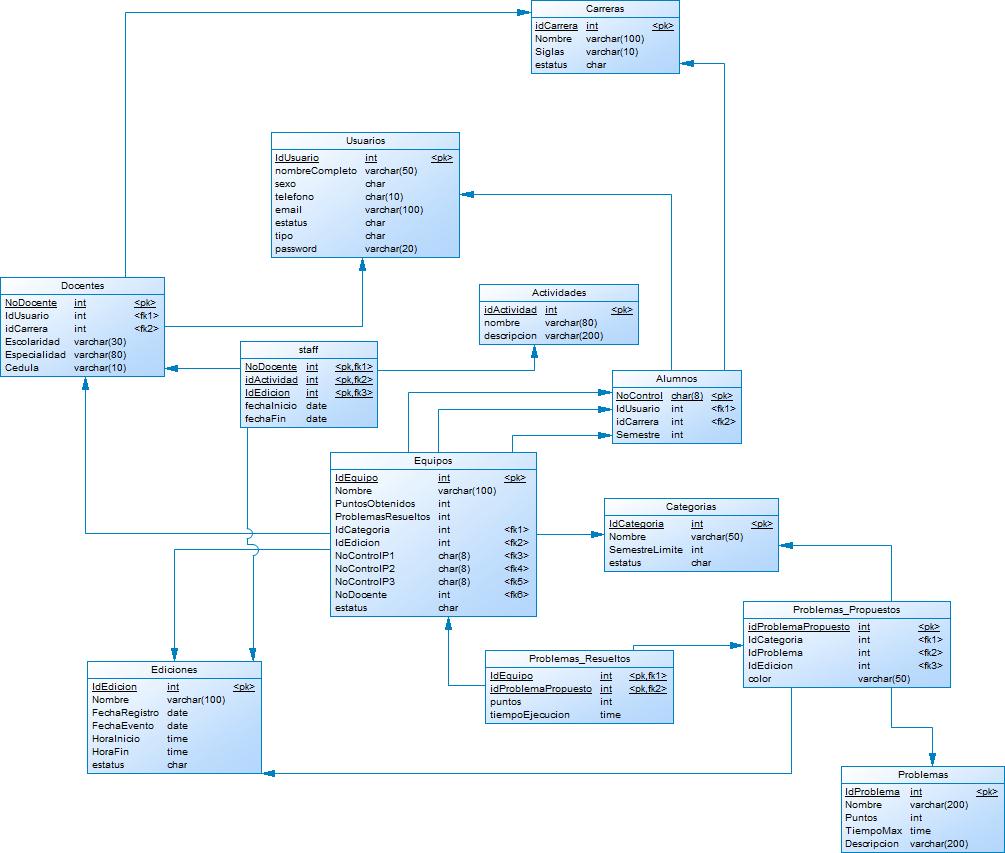 Carreras
idCarrera int <pk>
Nombre varchar(100)
Siglas varchar(10)
estatus char
Usuarios
IdUsuario int <pk>
nombreCompleto varchar(50)
sexo char
telefono char(10)
email varchar(100)
estatus char
tipo char
password varchar(20)
Docentes
NoDocente int <pk>
IdUsuario int <fk1>
idCarrera int <fk2>
Escolaridad varchar(30)
Especialidad varchar(80)
Cedula varchar(10)
Actividades
idActividad int <pk>
nombre varchar(80)
descripcion varchar(200)
staff
NoDocente int <pk,fk1>
idActividad int <pk,fk2>
IdEdicion int <pk,fk3>
fechaInicio date
fechaFin date
Alumnos
NoControl char(8) <pk>
IdUsuario int <fk1>
idCarrera int <fk2>
Semestre int
Equipos
IdEquipo int <pk>
Nombre varchar(100)
PuntosObtenidos int
ProblemasResueltos int
IdCategoria int <fk1>
IdEdicion int <fk2>
NoControlP1 char(8) <fk3>
NoControlP2 char(8) <fk4>
NoControlP3 char(8) <fk5>
NoDocente int <fk6>
estatus char
Categorias
IdCategoria int <pk>
Nombre varchar(50)
SemestreLimite int
estatus char
Problemas_Propuestos
idProblemaPropuesto int <pk>
IdCategoria int <fk1>
IdProblema int <fk2>
IdEdicion int <fk3>
color varchar(50)
Problemas_Resueltos
IdEquipo int <pk,fk1>
idProblemaPropuesto int <pk,fk2>
puntos int
tiempoEjecucion time
Ediciones
IdEdicion int <pk>
Nombre varchar(100)
FechaRegistro date
FechaEvento date
HoraInicio time
HoraFin time
estatus char
Problemas
IdProblema int <pk>
Nombre varchar(200)
Puntos int
TiempoMax time
Descripcion varchar(200)